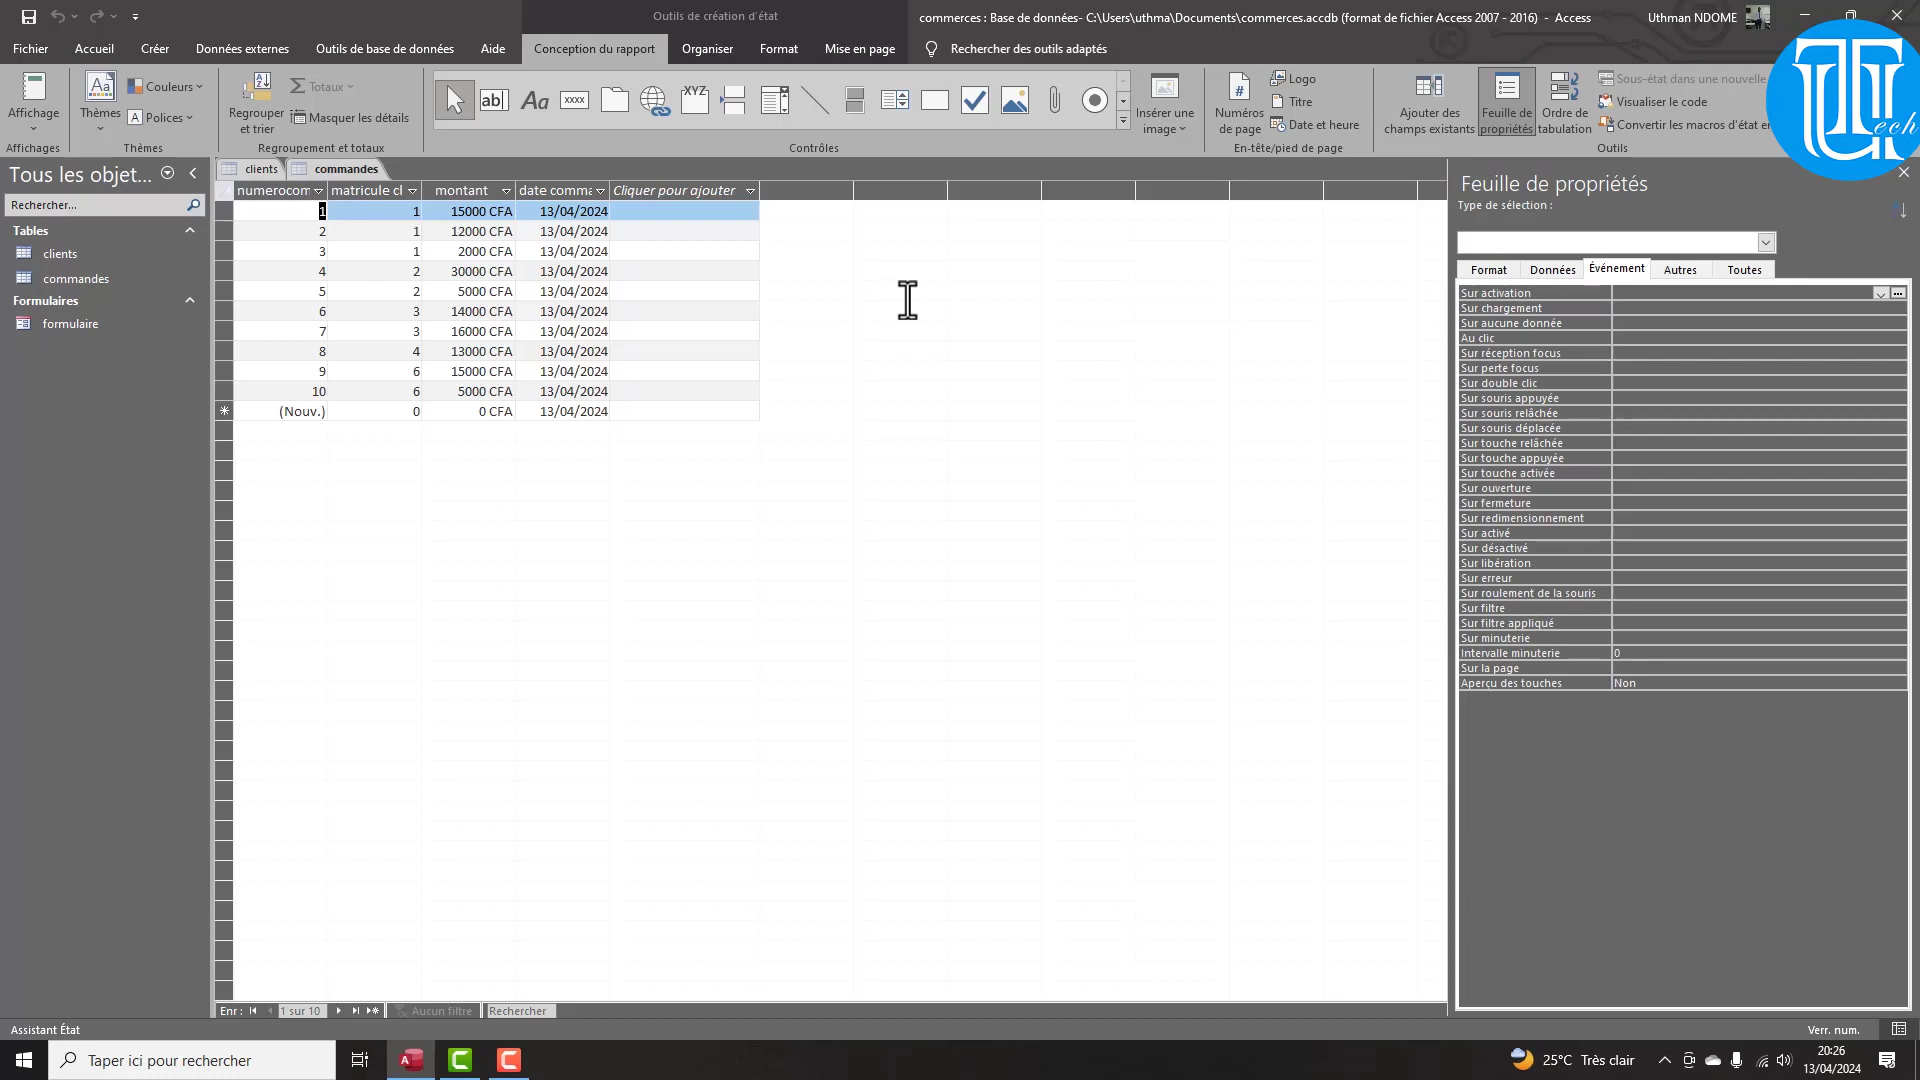 Outils de création d'état
commerces : Base de données- C:\Users\uthma\Documents\commerces.accdb (format de fichier Access 2007 - 2016) - Access
Uthman NDOME
Fichier
Accueil
Créer
Données externes
Outils de base de données
Aide
Conception du rapport
Organiser
Format
Mise en page
Rechercher des outils adaptés
Affichage
Thèmes
Couleurs
Polices
Regrouper et trier
Totaux
Masquer les détails
Insérer une image
Numéros de page
Logo
Titre
Date et heure
Ajouter des champs existants
Feuille de propriétés
Ordre de tabulation
Sous-état dans une nouvelle
Visualiser le code
Convertir les macros d'état en
Affichages
Thèmes
Regroupement et totaux
Contrôles
En-tête/pied de page
Outils
Tech
Tous les objet...
Rechercher...
Tables
clients
commandes
Formulaires
formulaire
clients
commandes
numerocom matricule cl montant date comma Cliquer pour ajouter
1 1 15000 CFA 13/04/2024
2 1 12000 CFA 13/04/2024
3 1 2000 CFA 13/04/2024
4 2 30000 CFA 13/04/2024
5 2 5000 CFA 13/04/2024
6 3 14000 CFA 13/04/2024
7 3 16000 CFA 13/04/2024
8 4 13000 CFA 13/04/2024
9 6 15000 CFA 13/04/2024
10 6 5000 CFA 13/04/2024
(Nouv.) 0 0 CFA 13/04/2024
Feuille de propriétés
Type de sélection :
Format Données Événement Autres Toutes
Sur activation
Sur chargement
Sur aucune donnée
Au clic
Sur réception focus
Sur perte focus
Sur double clic
Sur souris appuyée
Sur souris relâchée
Sur souris déplacée
Sur touche relâchée
Sur touche appuyée
Sur touche activée
Sur ouverture
Sur fermeture
Sur redimensionnement
Sur activé
Sur désactivé
Sur libération
Sur erreur
Sur roulement de la souris
Sur filtre
Sur filtre appliqué
Sur minuterie
Intervalle minuterie 0
Sur la page
Aperçu des touches Non
Enr : 1 sur 10 Aucun filtre Rechercher
Assistant État
Verr. num.
Taper ici pour rechercher
25°C Très clair
20:26
13/04/2024